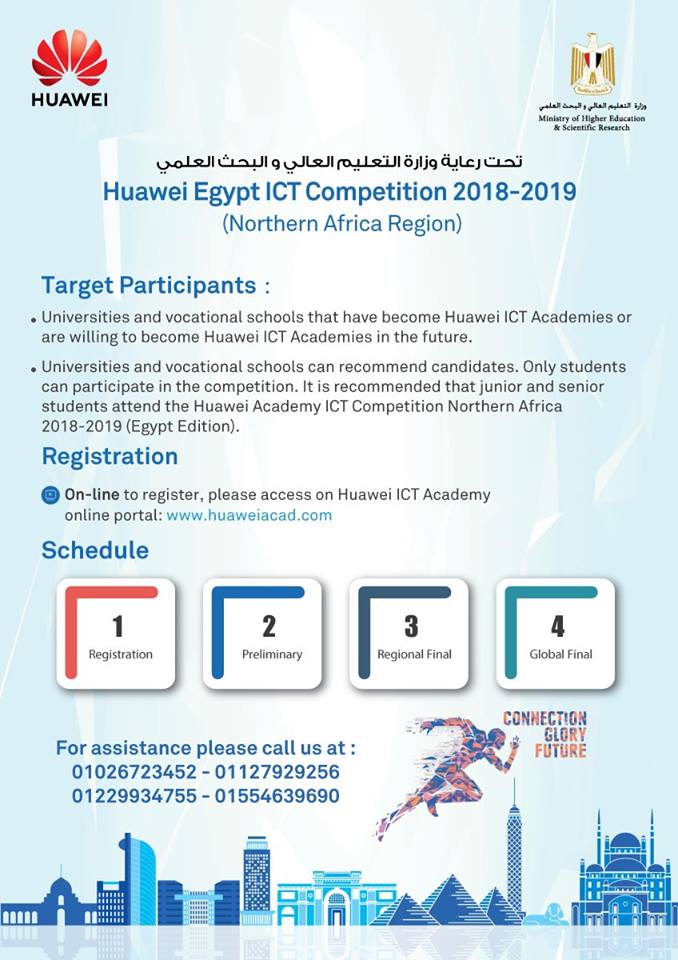 HUAWEI
وزارة التعليم العالي و البحث العلمي
Ministry of Higher Education
& Scientific Research
تحت رعاية وزارة التعليم العالي و البحث العلمي
Huawei Egypt ICT Competition 2018-2019
(Northern Africa Region)
Target Participants :
• Universities and vocational schools that have become Huawei ICT Academies or
are willing to become Huawei ICT Academies in the future.
• Universities and vocational schools can recommend candidates. Only students
can participate in the competition. It is recommended that junior and senior
students attend the Huawei Academy ICT Competition Northern Africa
2018-2019 (Egypt Edition).
Registration
On-line to register, please access on Huawei ICT Academy
online portal: www.huaweiacad.com
Schedule
1
Registration
2
Preliminary
3
Regional Final
4
Global Final
CONNECTION
GLORY
FUTURE
For assistance please call us at :
01026723452 - 01127929256
01229934755 - 01554639690